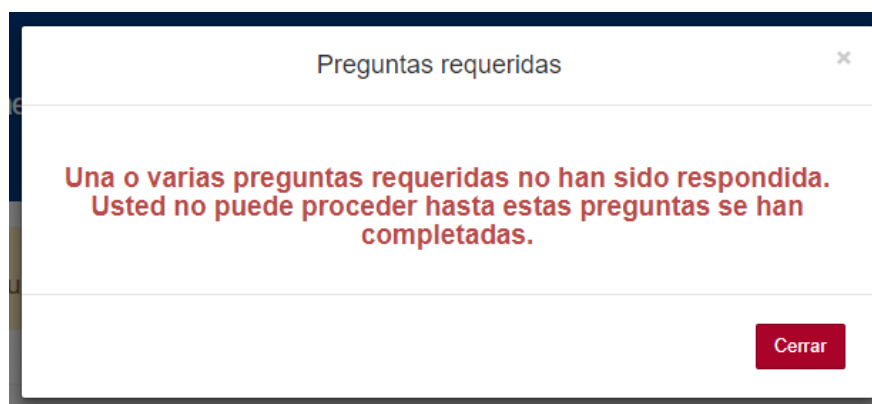 Preguntas requeridas
×
Una o varias preguntas requeridas no han sido respondida.
Usted no puede proceder hasta estas preguntas se han
completadas.
Cerrar